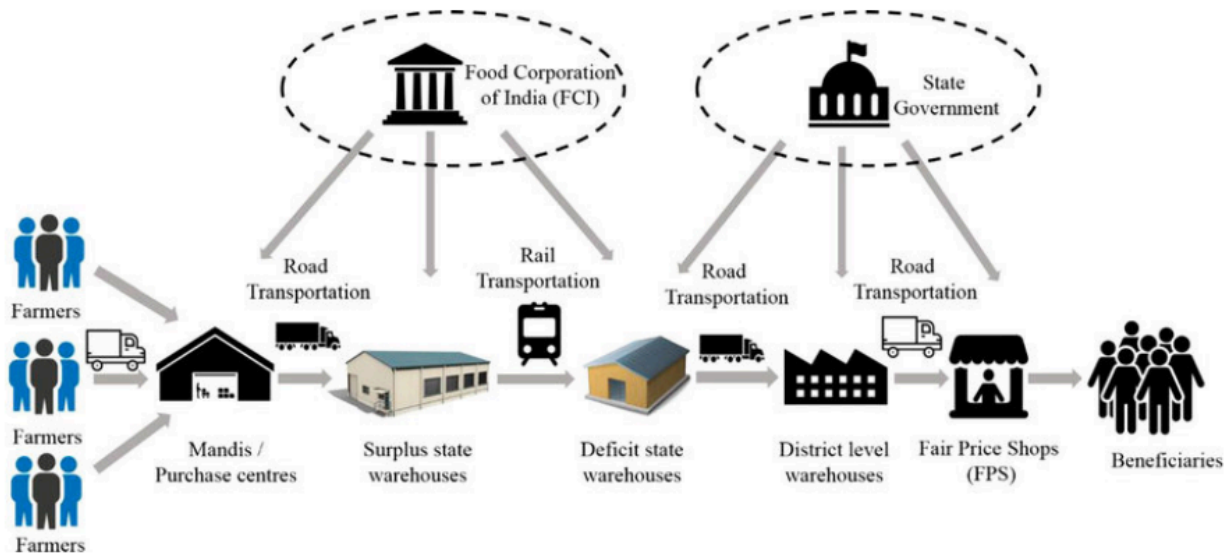 Food Corporation
of India (FCI)
State
Government
Road
Transportation
Rail
Transportation
Road
Transportation
Road
Transportation
Farmers
Farmers
Farmers
Mandis /
Purchase centres
Surplus state
warehouses
Deficit state
warehouses
District level
warehouses
Fair Price Shops
(FPS)
Beneficiaries